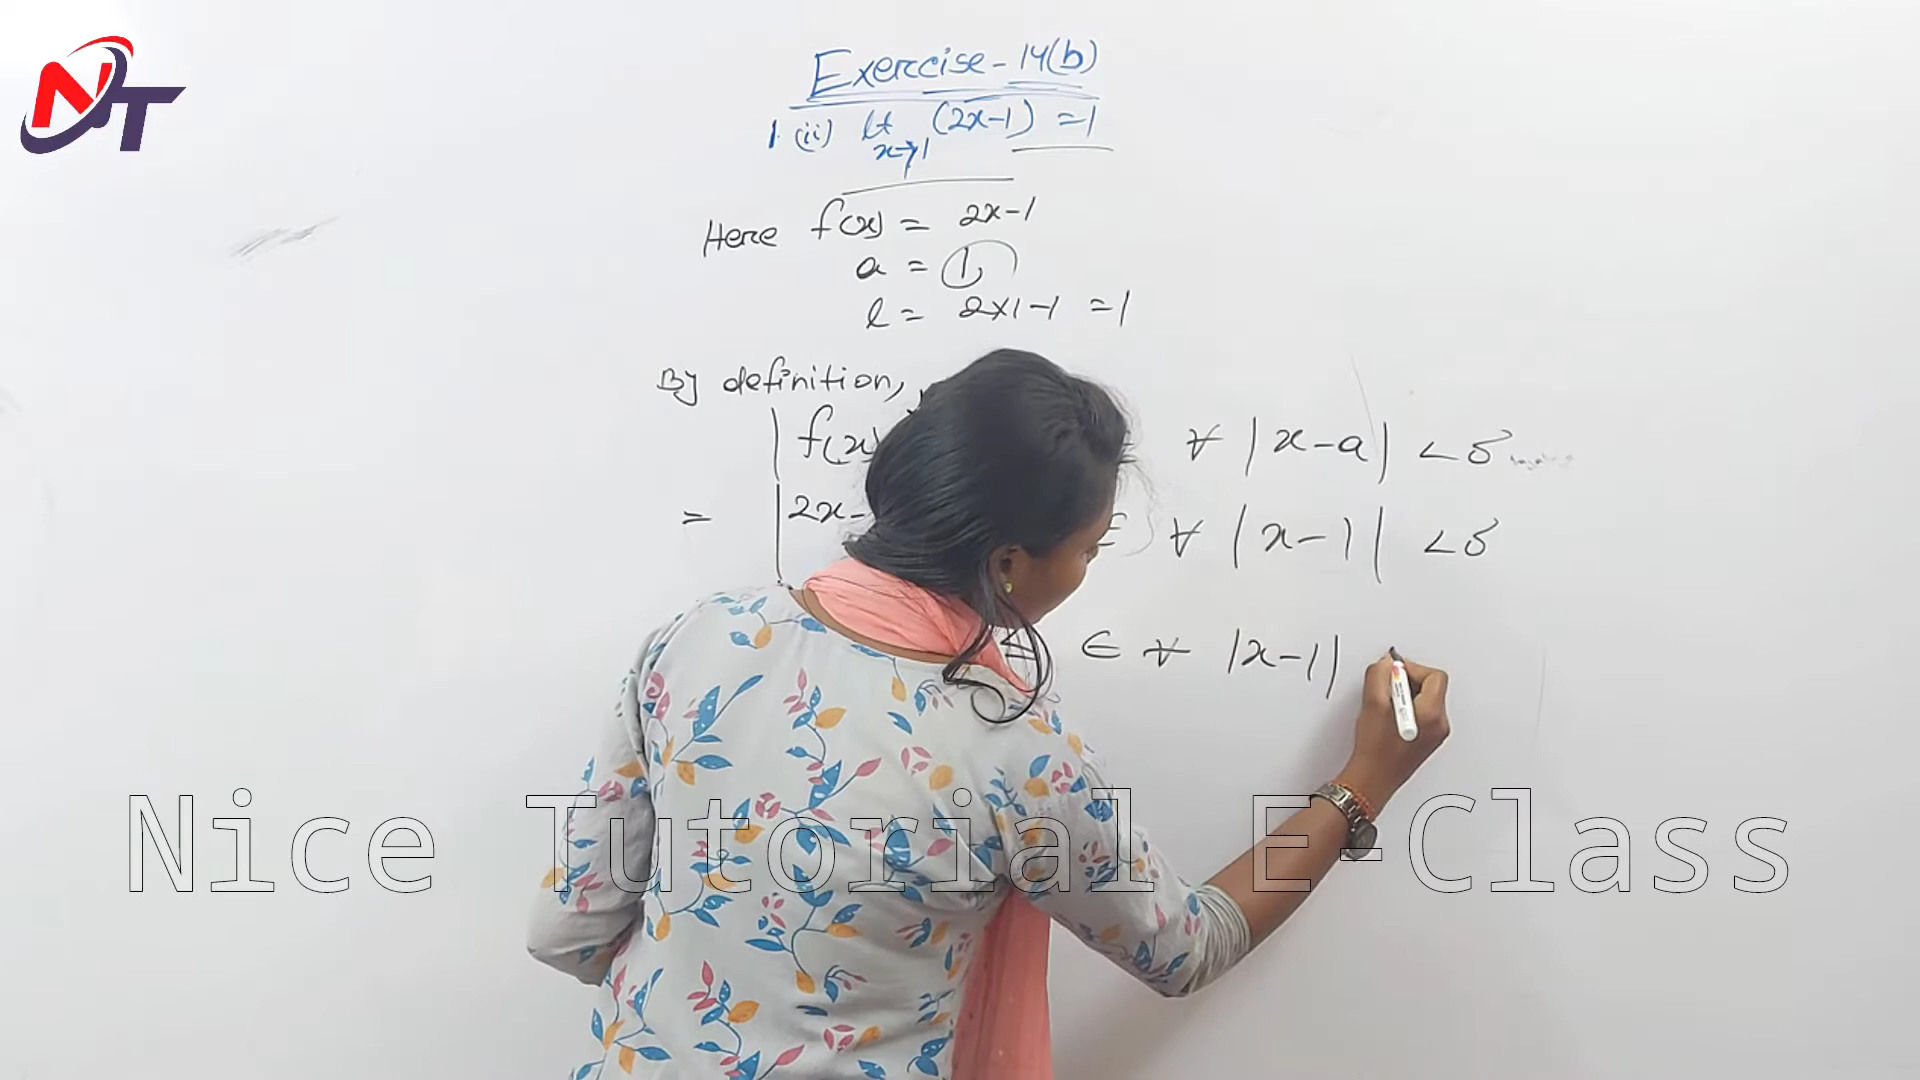 NT
Exercise-14(b)
1. (ii) lt (2x-1) =1
x→1
Here f(x) = 2x-1
a = 1
l = 2x1-1 =1
By definition,
|f(x) ∀ |x-a| <δ
= |2x- ∈ ∀ |x-1| <δ
∈ ∀ |x-1|
Nice Tutorial E-Class